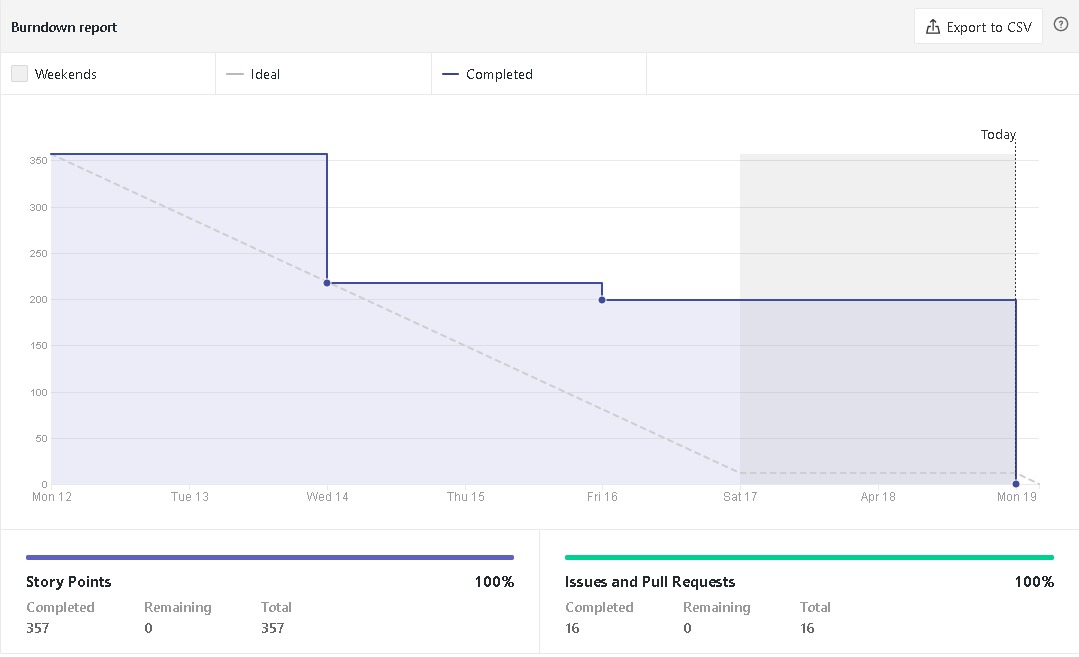 Burndown report
Export to CSV
?
Weekends
Ideal
Completed
Today
350
300
250
200
150
100
50
0
Mon 12 Tue 13 Wed 14 Thu 15 Fri 16 Sat 17 Apr 18 Mon 19
Story Points 100%
Completed Remaining Total
357 0 357
Issues and Pull Requests 100%
Completed Remaining Total
16 0 16